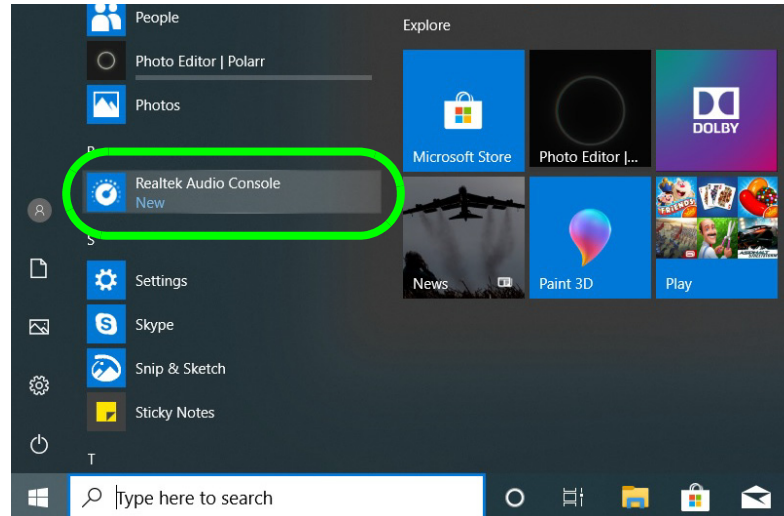 People
Photo Editor | Polarr
Photos
Realtek Audio Console
New
S
Settings
Skype
Snip & Sketch
Sticky Notes
T
Explore
Microsoft Store
Photo Editor |...
DOLBY
News
Paint 3D
Play
Type here to search